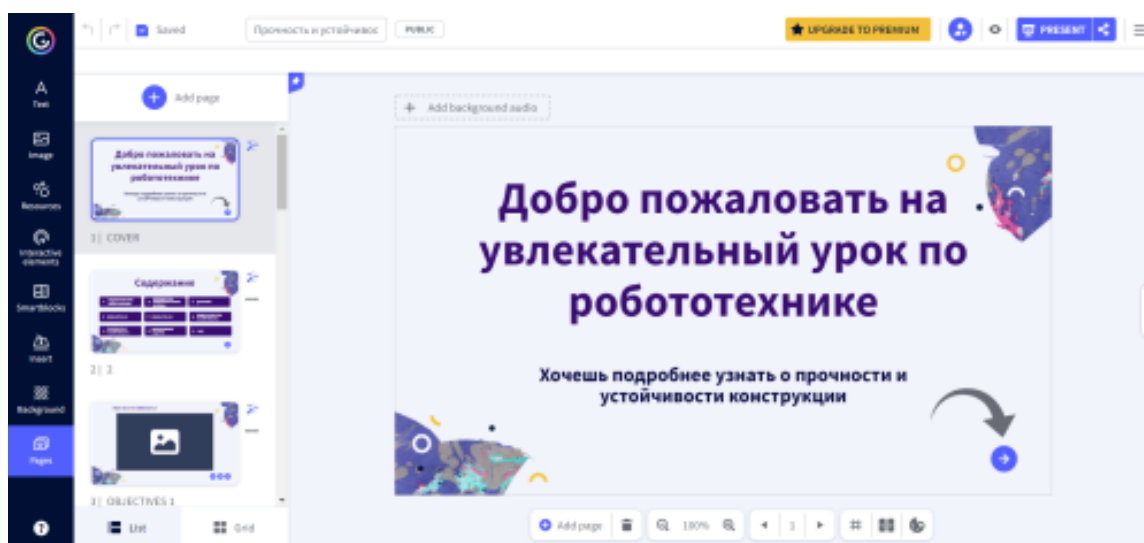 Saved
PUBLIC
UPGRADE TO PREMIUM
PRESENT
Text
Image
Resources
Interactive
elements
Smartblocks
Insert
Background
Pages
Add page
Добро пожаловать на
увлекательный урок по
робототехнике
1 | COVER
Содержание
2 | 2
3 | OBJECTIVES 1
List
Grid
Add background audio
Добро пожаловать на
увлекательный урок по
робототехнике
Хочешь подробнее узнать о прочности и
устойчивости конструкции
Add page
100%
1